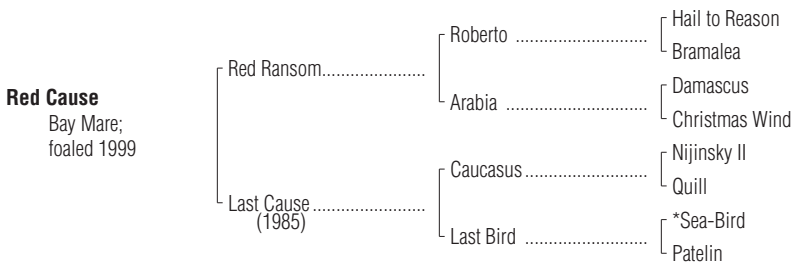 Hail to Reason
Roberto ............................
Bramalea
Red Ransom......................
Damascus
Arabia ..............................
Christmas Wind
Red Cause
Bay Mare;
foaled 1999
Nijinsky II
Caucasus..........................
Quill
Last Cause........................
(1985)
*Sea-Bird
Last Bird ..........................
Patelin